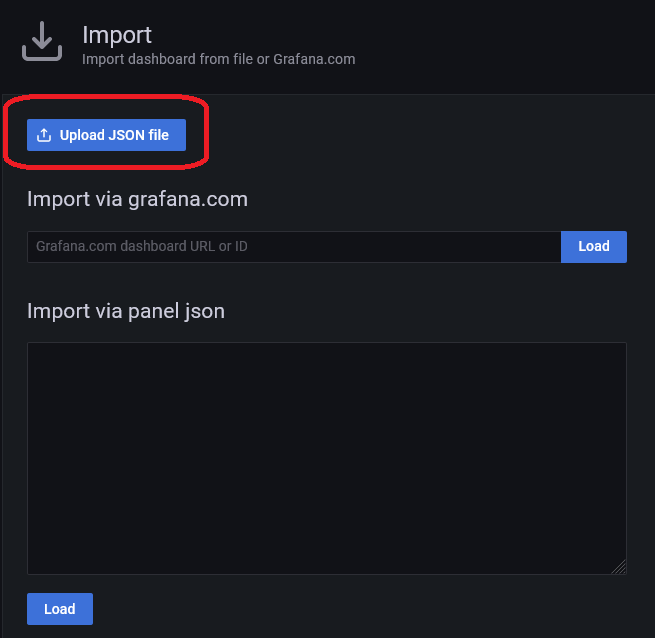 Import
Import dashboard from file or Grafana.com
Upload JSON file
Import via grafana.com
Grafana.com dashboard URL or ID
Load
Import via panel json
Load